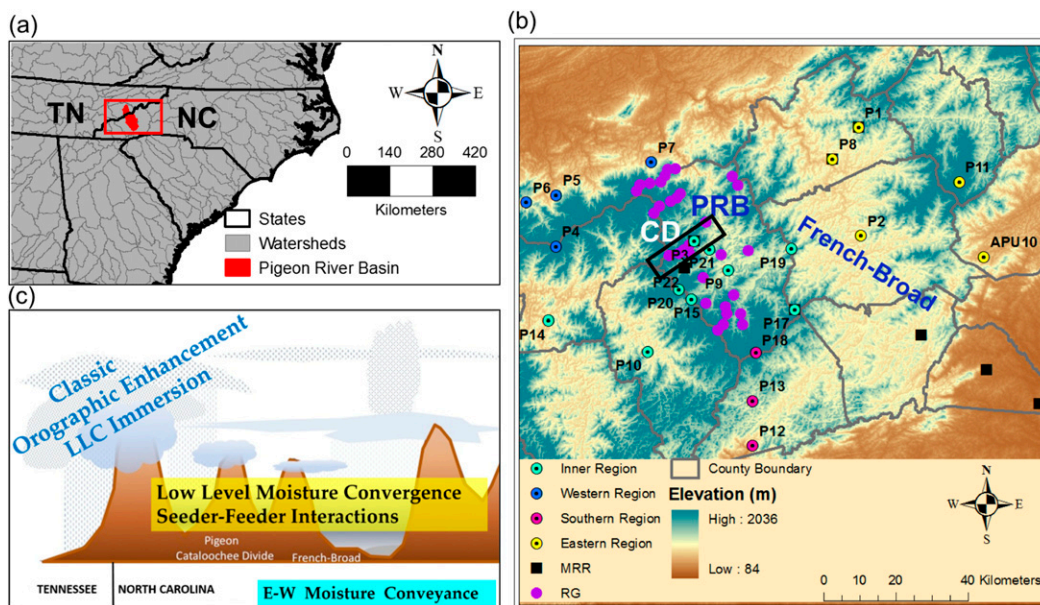 (a)
N
W E
S
TN NC
0 140 280 420
Kilometers
States
Watersheds
Pigeon River Basin
(b)
P1
P8
P7
P11
P5
P6
PRB
P2
CD
P4
French-Broad
APU10
P3
P21
P19
P22
P9
P20
P15
P17
P14
P18
P10
P13
P12
Inner Region
Western Region
Southern Region
Eastern Region
MRR
RG
County Boundary
Elevation (m)
High : 2036
Low : 84
N
W E
S
0 10 20 40 Kilometers
(c)
Classic
Orographic Enhancement
LLC Immersion
Low Level Moisture Convergence
Seeder-Feeder Interactions
Pigeon
Cataloochee Divide French-Broad
TENNESSEE NORTH CAROLINA
E-W Moisture Conveyance